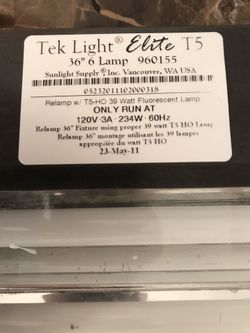 Tek Light® Elite T5
36" 6 Lamp 960155
Sunlight Supply® Inc. Vancouver, WA USA
05232011102000318
Relamp w/ T5-HO 39 Watt Fluorescent Lamp
ONLY RUN AT
120V·3A·234W·60Hz
Relamp 36" Fixture using proper 39 watt T5 HO Lamp
Relamp 36" montage utilisant les 39 lampes
appropriée du watt T5 HO
23-May-11